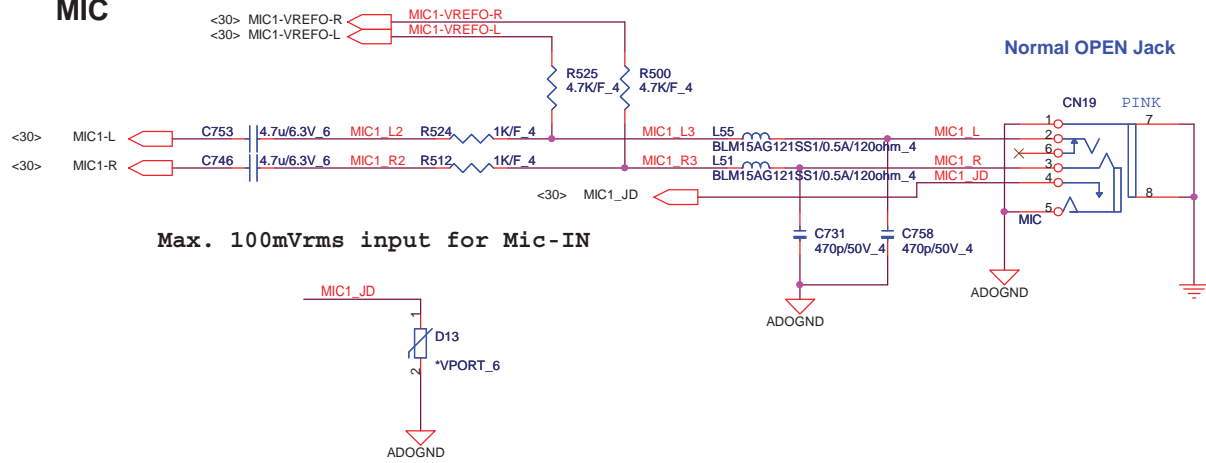 MIC
<30> MIC1-VREFO-R MIC1-VREFO-R
<30> MIC1-VREFO-L MIC1-VREFO-L
Normal OPEN Jack
R525
4.7K/F_4
R500
4.7K/F_4
CN19 PINK
<30> MIC1-L C753 4.7u/6.3V_6 MIC1_L2 R524 1K/F_4 MIC1_L3 L55 MIC1_L
BLM15AG121SS1/0.5A/120ohm_4
<30> MIC1-R C746 4.7u/6.3V_6 MIC1_R2 R512 1K/F_4 MIC1_R3 L51 MIC1_R
BLM15AG121SS1/0.5A/120ohm_4
<30> MIC1_JD MIC1_JD
1
2
6
3
4
5
7
8
MIC
Max. 100mVrms input for Mic-IN
C731
470p/50V_4
C758
470p/50V_4
ADOGND
ADOGND
MIC1_JD
1
D13
*VPORT_6
2
ADOGND